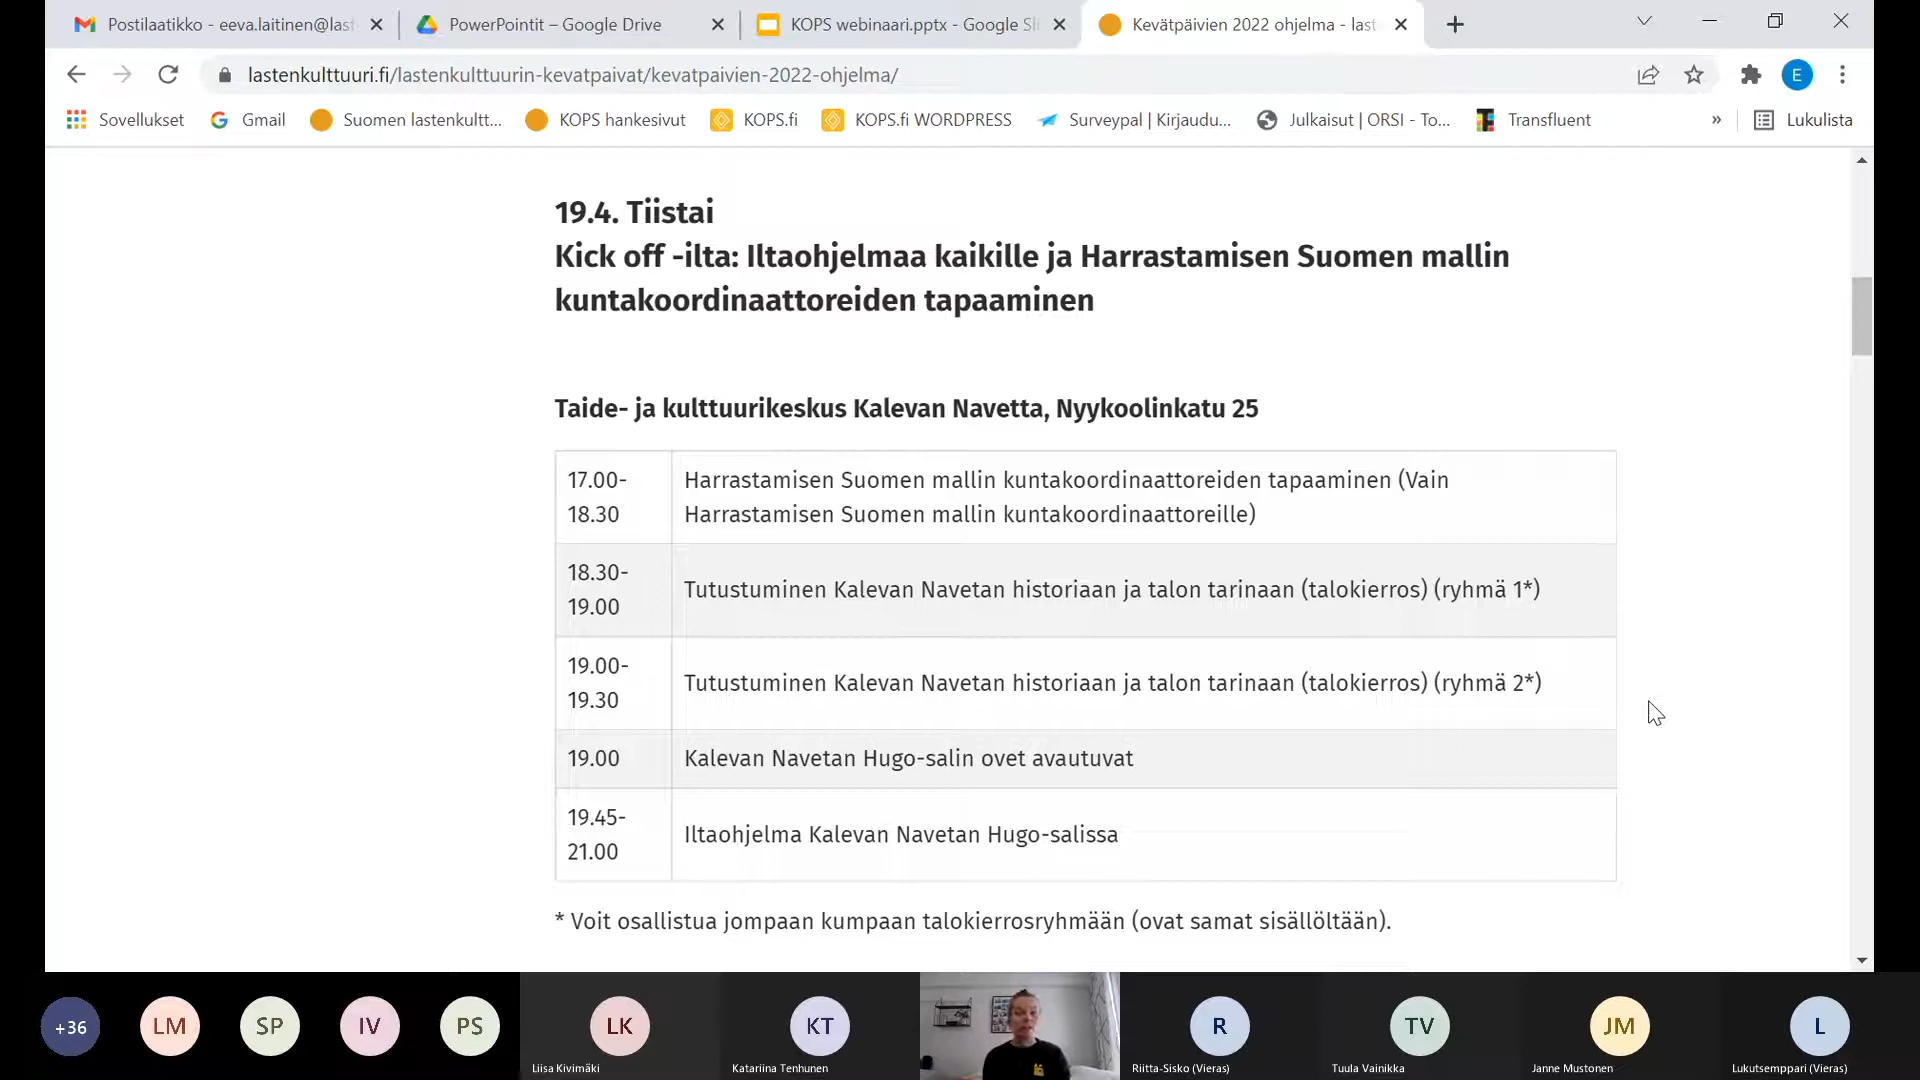 Postilaatikko - eeva.laitinen@last
PowerPointit – Google Drive
KOPS webinaari.pptx - Google Sli
Kevätpäivien 2022 ohjelma - last
lastenkulttuuri.fi/lastenkulttuurin-kevatpaivat/kevatpaivien-2022-ohjelma/
E
Sovellukset
Gmail
Suomen lastenkultt...
KOPS hankesivut
KOPS.fi
KOPS.fi WORDPRESS
Surveypal | Kirjaudu...
Julkaisut | ORSI - To...
Transfluent
»
Lukulista
19.4. Tiistai
Kick off -ilta: Iltaohjelmaa kaikille ja Harrastamisen Suomen mallin
kuntakoordinaattoreiden tapaaminen
Taide- ja kulttuurikeskus Kalevan Navetta, Nyykoolinkatu 25
17.00-
18.30
Harrastamisen Suomen mallin kuntakoordinaattoreiden tapaaminen (Vain
Harrastamisen Suomen mallin kuntakoordinaattoreille)
18.30-
19.00
Tutustuminen Kalevan Navetan historiaan ja talon tarinaan (talokierros) (ryhmä 1*)
19.00-
19.30
Tutustuminen Kalevan Navetan historiaan ja talon tarinaan (talokierros) (ryhmä 2*)
19.00
Kalevan Navetan Hugo-salin ovet avautuvat
19.45-
21.00
Iltaohjelma Kalevan Navetan Hugo-salissa
* Voit osallistua jompaan kumpaan talokierrosryhmään (ovat samat sisällöltään).
+36
LM
SP
IV
PS
LK
Liisa Kivimäki
KT
Katariina Tenhunen
R
Riitta-Sisko (Vieras)
TV
Tuula Vainikka
JM
Janne Mustonen
L
Lukutsemppari (Vieras)